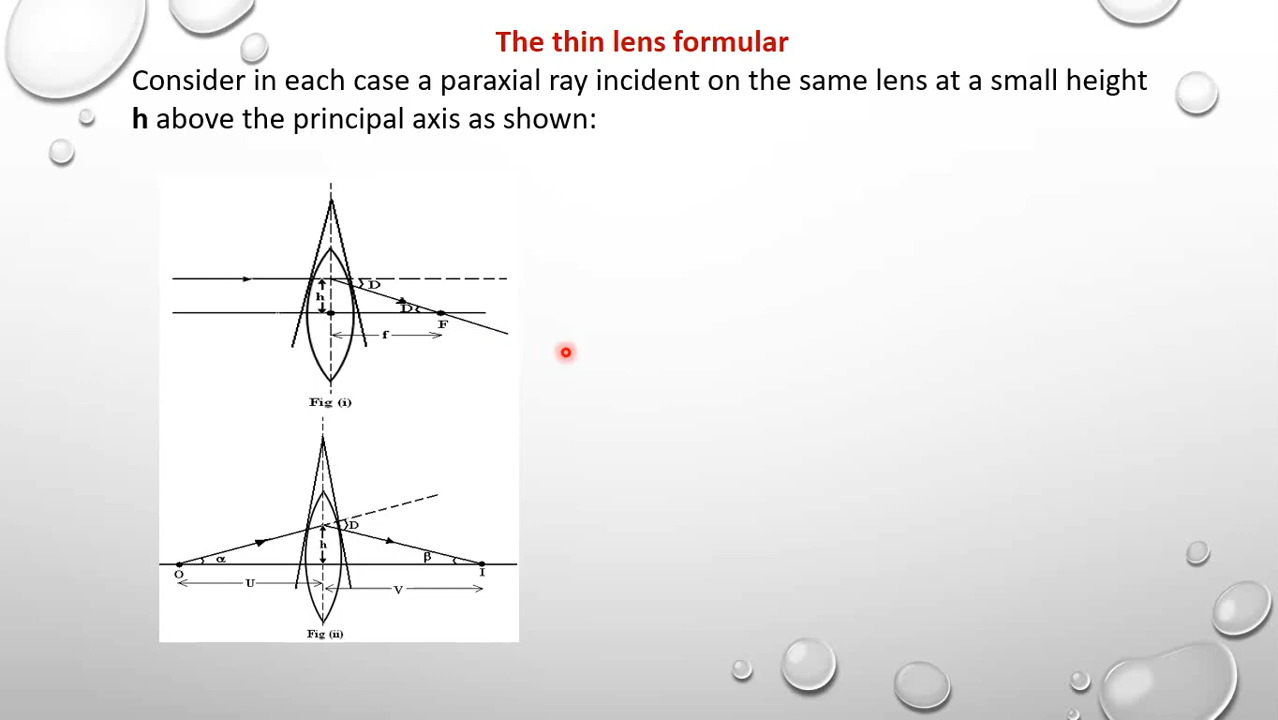 The thin lens formular
Consider in each case a paraxial ray incident on the same lens at a small height
h above the principal axis as shown:
D
h
D
F
f
Fig (i)
D
h
α
β
O
I
U
V
Fig (ii)